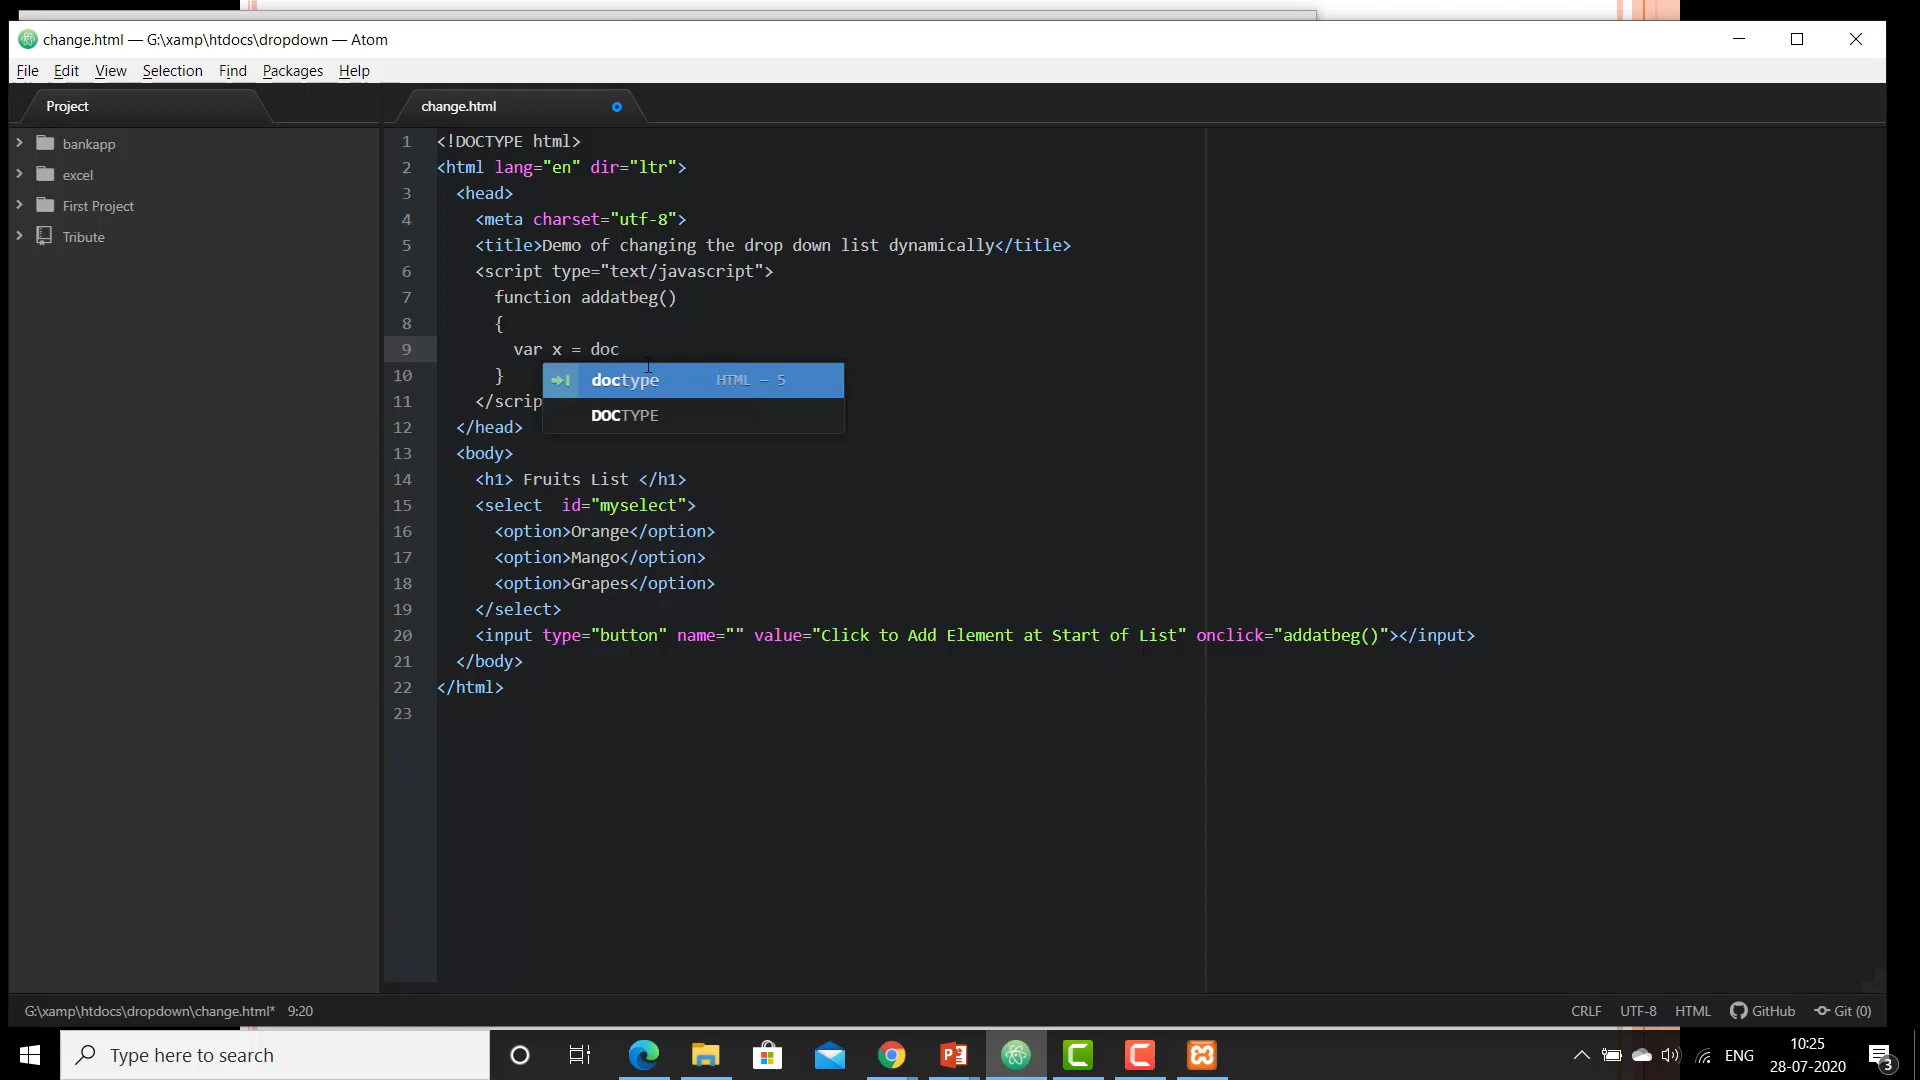 change.html — G:\xamp\htdocs\dropdown — Atom
File Edit View Selection Find Packages Help
Project
bankapp
excel
First Project
Tribute
change.html
1 <!DOCTYPE html>
2 <html lang="en" dir="ltr">
3 <head>
4 <meta charset="utf-8">
5 <title>Demo of changing the drop down list dynamically</title>
6 <script type="text/javascript">
7 function addatbeg()
8 {
9 var x = doc
doctype HTML – 5
DOCTYPE
10 }
11 </scrip
12 </head>
13 <body>
14 <h1> Fruits List </h1>
15 <select  id="myselect">
16 <option>Orange</option>
17 <option>Mango</option>
18 <option>Grapes</option>
19 </select>
20 <input type="button" name="" value="Click to Add Element at Start of List" onclick="addatbeg()"></input>
21 </body>
22 </html>
23
G:\xamp\htdocs\dropdown\change.html* 9:20 CRLF UTF-8 HTML GitHub Git (0)
Type here to search
ENG
10:25
28-07-2020
3